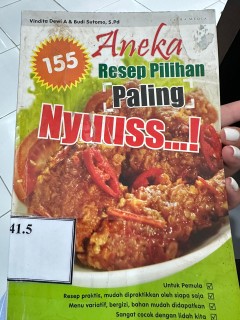 Vindita Dewi.A & Budi Sutomo, S.Pd
155
Aneka
Resep Pilihan
Paling
Nyuuss...!
41.5
Untuk Pemula
Resep praktis, mudah dipraktikkan oleh siapa saja
Menu variatif, bergizi, bahan mudah didapatkan
Sangat cocok dengan lidah kita